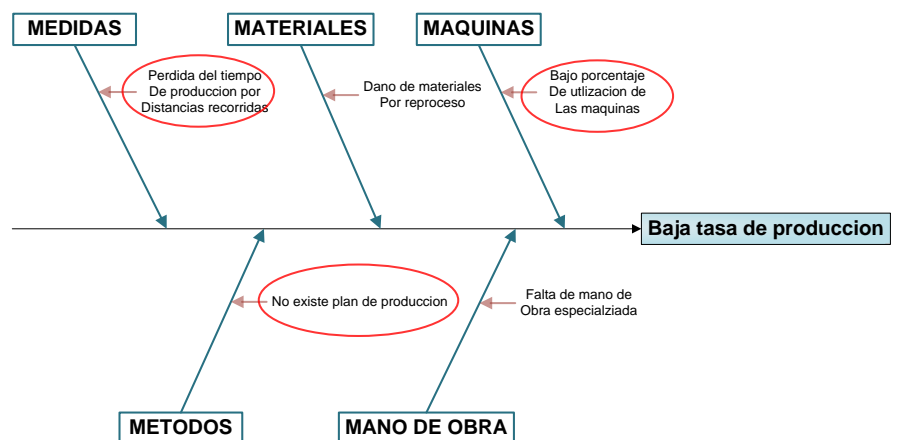 MEDIDAS
MATERIALES
MAQUINAS
Perdida del tiempo
De produccion por
Distancias recorridas
Dano de materiales
Por reproceso
Bajo porcentaje
De utlizacion de
Las maquinas
Baja tasa de produccion
No existe plan de produccion
Falta de mano de
Obra especialziada
METODOS
MANO DE OBRA